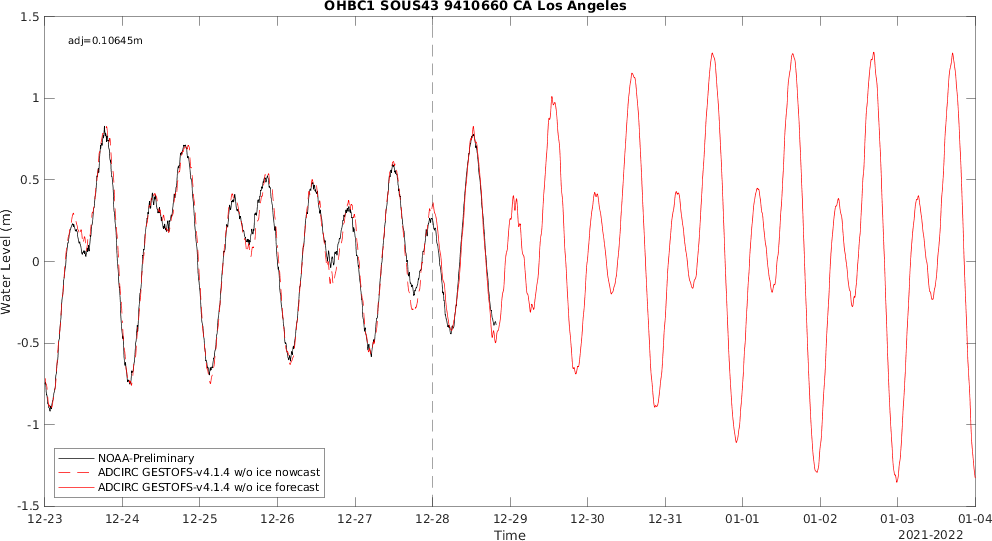 OHBC1 SOUS43 9410660 CA Los Angeles
adj=0.10645m
1.5
1
0.5
0
-0.5
-1
-1.5
Water Level (m)
NOAA-Preliminary
ADCIRC GESTOFS-v4.1.4 w/o ice nowcast
ADCIRC GESTOFS-v4.1.4 w/o ice forecast
12-23 12-24 12-25 12-26 12-27 12-28 12-29 12-30 12-31 01-01 01-02 01-03 01-04
Time
2021-2022